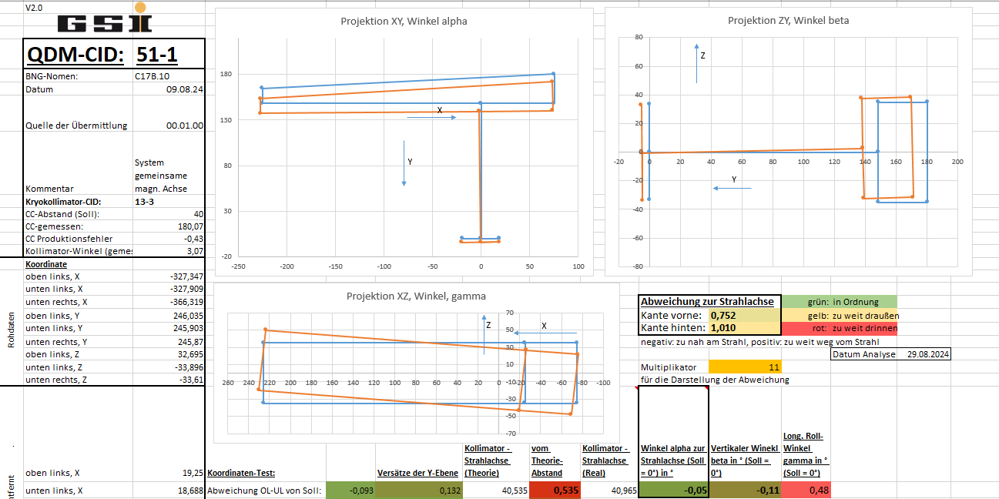 V2.0
GSI
QDM-CID: 51-1
BNG-Nomen: C17B.10
Datum 09.08.24
Quelle der Übermittlung 00.01.00
System
gemeinsame
Kommentar magn. Achse
Kryokollimator-CID: 13-3
CC-Abstand (Soll): 40
CC-gemessen: 180,07
CC Produktionsfehler -0,43
Kollimator-Winkel (gemes 3,07
Koordinate
oben links, X -327,347
unten links, X -327,909
unten rechts, X -366,319
oben links, Y 246,035
unten links, Y 245,903
unten rechts, Y 245,87
oben links, Z 32,695
unten links, Z -33,896
unten rechts, Z -33,61
Rohdaten
Projektion XY, Winkel alpha
180
130
80
30
-20
-250 -200 -150 -100 -50 0 50 100
X
Y
Projektion ZY, Winkel beta
80
60
40
20
0
-20
-40
-60
-80
-20 0 20 40 60 80 100 120 140 160 180 200
Z
Y
Projektion XZ, Winkel, gamma
70
50
30
10
-10
-30
-50
-70
260 240 220 200 180 160 140 120 100 80 60 40 20 0 -20 -40 -60 -80 -100
Z
X
Abweichung zur Strahlachse
Kante vorne: 0,752
Kante hinten: 1,010
grün: in Ordnung
gelb: zu weit draußen
rot: zu weit drinnen
negativ: zu nah am Strahl, positiv: zu weit weg vom Strahl
Datum Analyse 29.08.2024
Multiplikator 11
für die Darstellung der Abweichung
entfernt
oben links, X 19,25
unten links, X 18,688
Koordinaten-Test:
Versätze der Y-Ebene
Kollimator -
Strahlachse
(Theorie)
vom
Theorie-
Abstand
Kollimator -
Strahlachse
(Real)
Winkel alpha zur
Strahlachse (Soll
= 0°) in °
Vertikaler Winekl
beta in ° (Soll =
0°)
Long. Roll-
Winkel
gamma in °
(Soll = 0°)
Abweichung OL-UL von Soll: -0,093 0,132 40,535 0,535 40,965 -0,05 -0,11 0,48